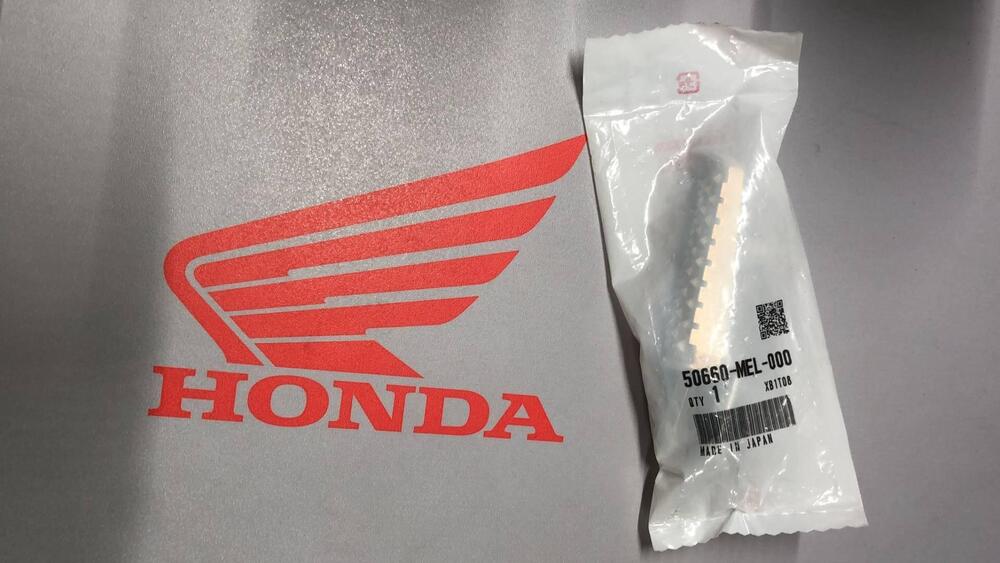 HONDA
50660-MEL-000
QTY 1 XB1T08
MADE IN JAPAN